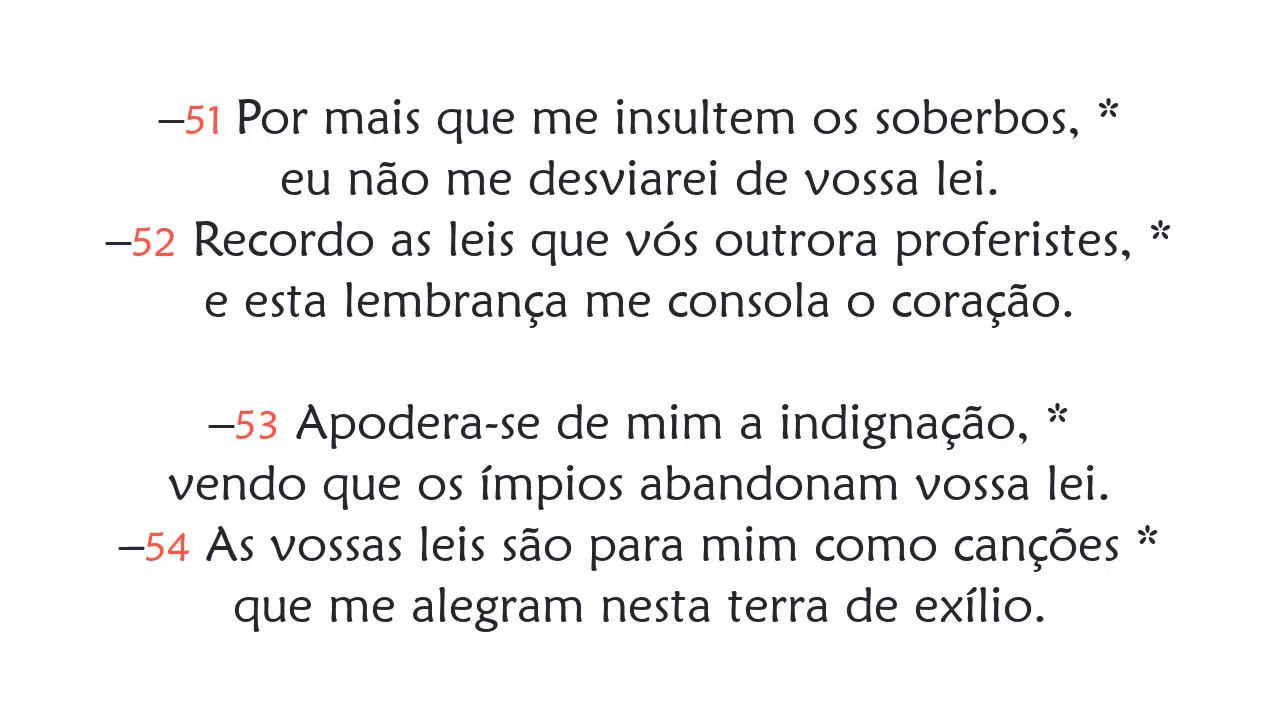 –51 Por mais que me insultem os soberbos, *
eu não me desviarei de vossa lei.
–52 Recordo as leis que vós outrora proferistes, *
e esta lembrança me consola o coração.
–53 Apodera-se de mim a indignação, *
vendo que os ímpios abandonam vossa lei.
–54 As vossas leis são para mim como canções *
que me alegram nesta terra de exílio.